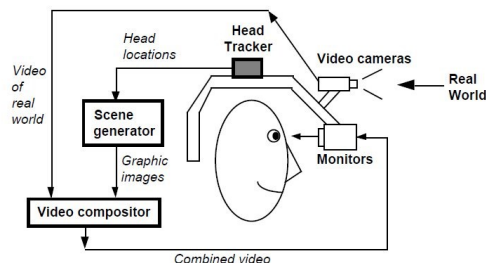 Head
locations
Head
Tracker
Video cameras
Video
of
real
world
Real
World
Scene
generator
Monitors
Graphic
images
Video compositor
Combined video